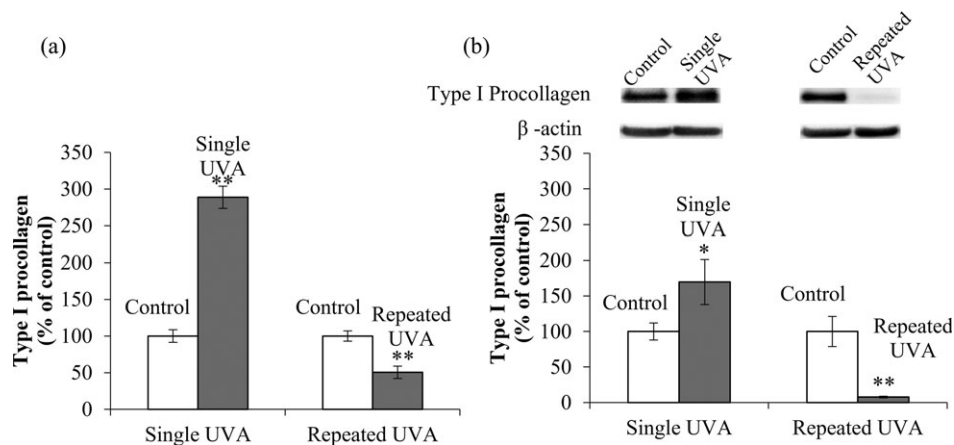 (a)
Type I procollagen
(% of control)
350
300
250
200
150
100
50
0
Single
UVA
**
Control
Control
Repeated
UVA
**
Single UVA
Repeated UVA
(b)
Control
Single
UVA
Control
Repeated
UVA
Type I Procollagen
β -actin
Type I procollagen
(% of control)
350
300
250
200
150
100
50
0
Single
UVA
*
Control
Control
Repeated
UVA
**
Single UVA
Repeated UVA